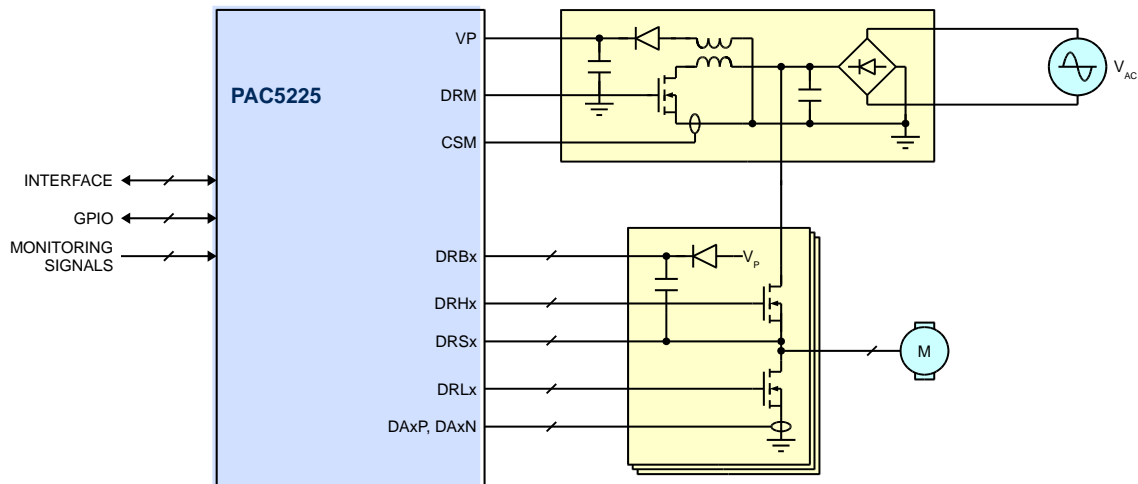 VP
PAC5225
DRM
CSM
V AC
INTERFACE
GPIO
MONITORING
SIGNALS
DRBx
V P
DRHx
DRSx
M
DRLx
DAxP, DAxN